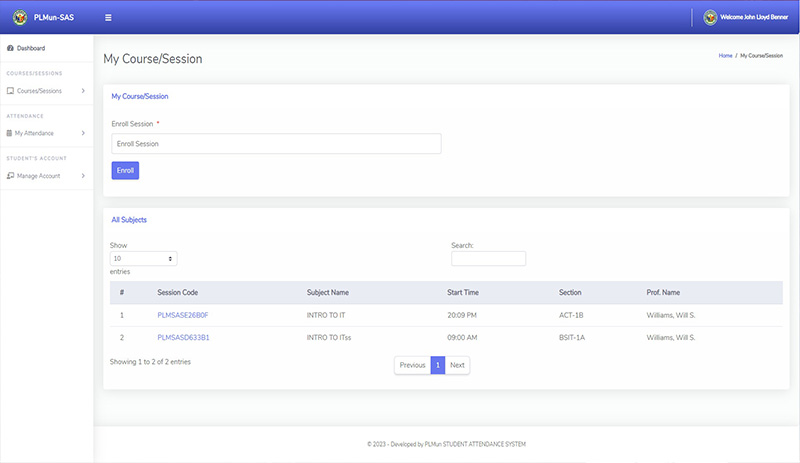 PLMun-SAS
Welcome John Lloyd Benner
Dashboard
COURSES/SESSIONS
Courses/Sessions
ATTENDANCE
My Attendance
STUDENT'S ACCOUNT
Manage Account
My Course/Session
Home / My Course/Session
My Course/Session
Enroll Session *
Enroll Session
Enroll
All Subjects
Show
10
entries
Search:
# Session Code Subject Name Start Time Section Prof. Name
1 PLMSASE26B0F INTRO TO IT 20:09 PM ACT-1B Williams, Will S.
2 PLMSASD633B1 INTRO TO ITss 09:00 AM BSIT-1A Williams, Will S.
Showing 1 to 2 of 2 entries
Previous 1 Next
© 2023 - Developed by PLMun STUDENT ATTENDANCE SYSTEM